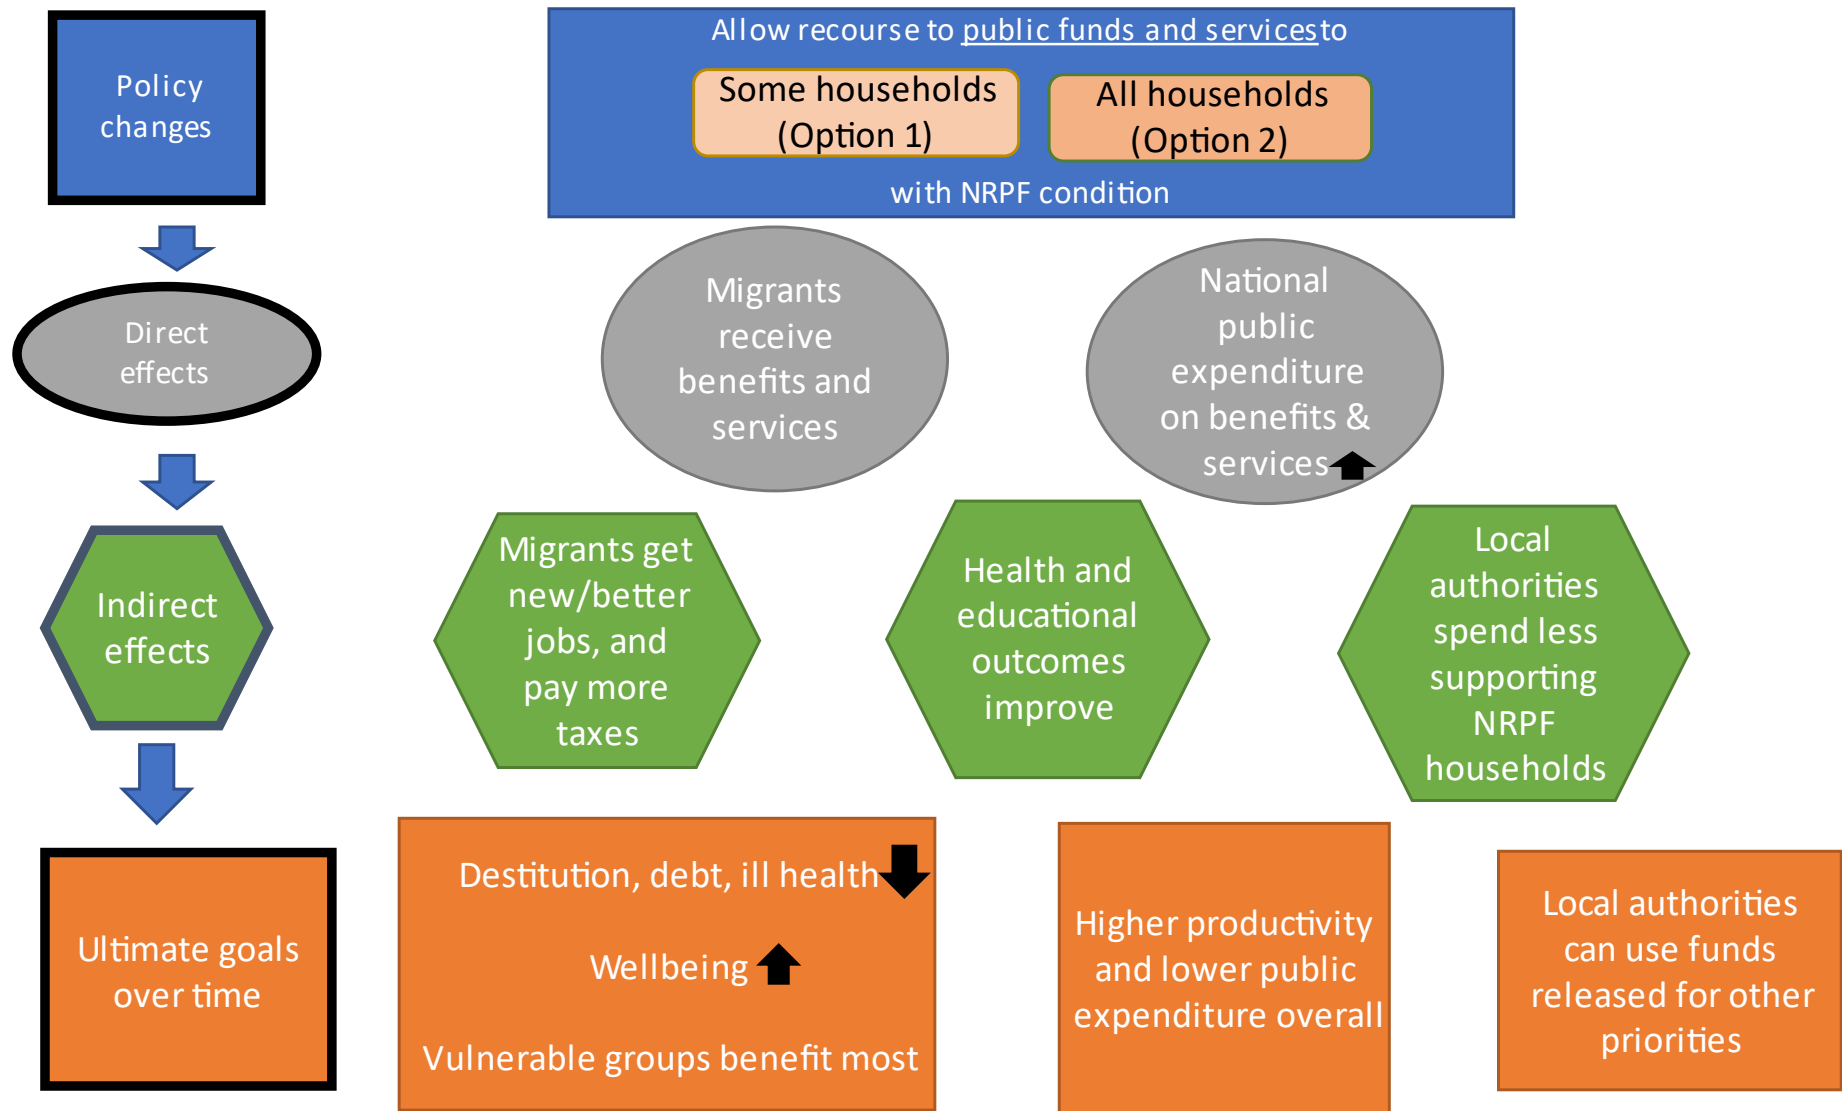 Policy
changes
Allow recourse to public funds and services to
Some households
(Option 1)
All households
(Option 2)
with NRPF condition
Direct
effects
Migrants
receive
benefits and
services
National
public
expenditure
on benefits &
services
Indirect
effects
Migrants get
new/better
jobs, and
pay more
taxes
Health and
educational
outcomes
improve
Local
authorities
spend less
supporting
NRPF
households
Ultimate goals
over time
Destitution, debt, ill health
Wellbeing
Vulnerable groups benefit most
Higher productivity
and lower public
expenditure overall
Local authorities
can use funds
released for other
priorities